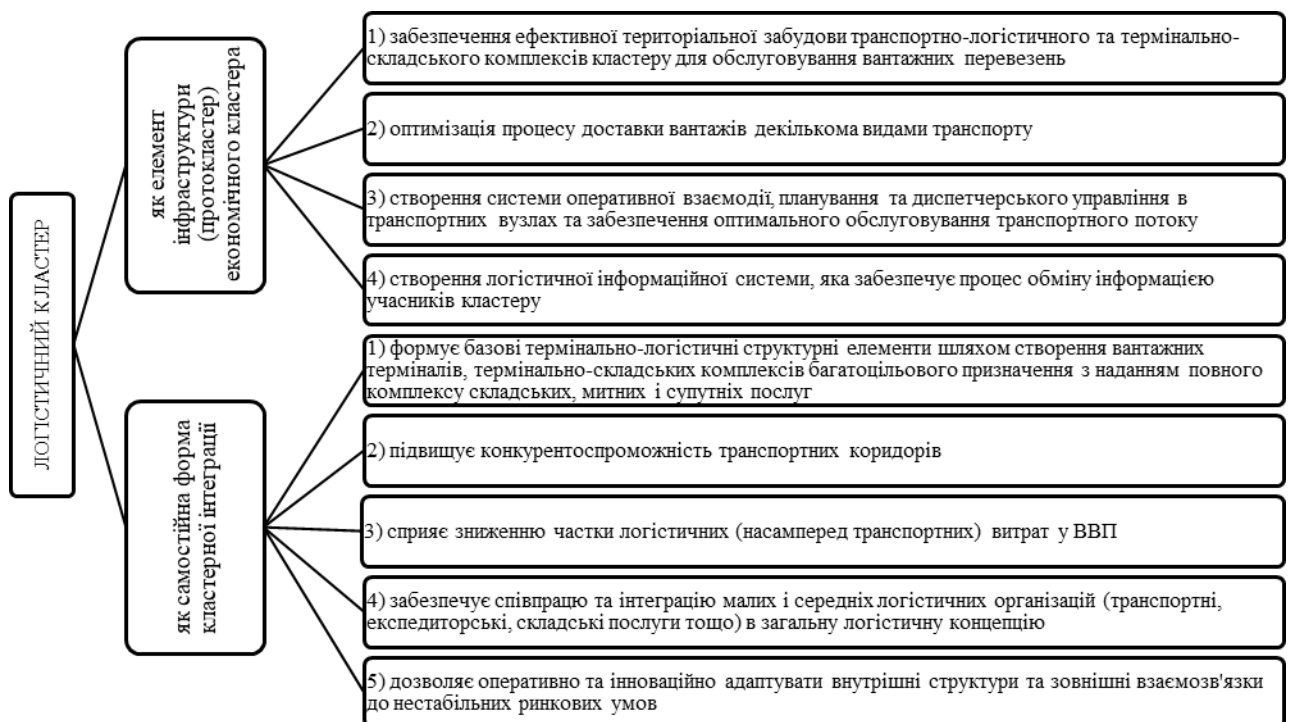 ЛОГІСТИЧНИЙ КЛАСТЕР
як елемент
інфраструктури
(протокластер)
економічного кластера
1) забезпечення ефективної територіальної забудови транспортно-логістичного та термінально-
складського комплексів кластеру для обслуговування вантажних перевезень
2) оптимізація процесу доставки вантажів декількома видами транспорту
3) створення системи оперативної взаємодії, планування та диспетчерського управління в
транспортних вузлах та забезпечення оптимального обслуговування транспортного потоку
4) створення логістичної інформаційної системи, яка забезпечує процес обміну інформацією
учасників кластеру
як самостійна форма
кластерної інтеграції
1) формує базові термінально-логістичні структурні елементи шляхом створення вантажних
терміналів, термінально-складських комплексів багатоцільового призначення з наданням повного
комплексу складських, митних і супутніх послуг
2) підвищує конкурентоспроможність транспортних коридорів
3) сприяє зниженню частки логістичних (насамперед транспортних) витрат у ВВП
4) забезпечує співпрацю та інтеграцію малих і середніх логістичних організацій (транспортні,
експедиторські, складські послуги тощо) в загальну логістичну концепцію
5) дозволяє оперативно та інноваційно адаптувати внутрішні структури та зовнішні взаємозв'язки
до нестабільних ринкових умов